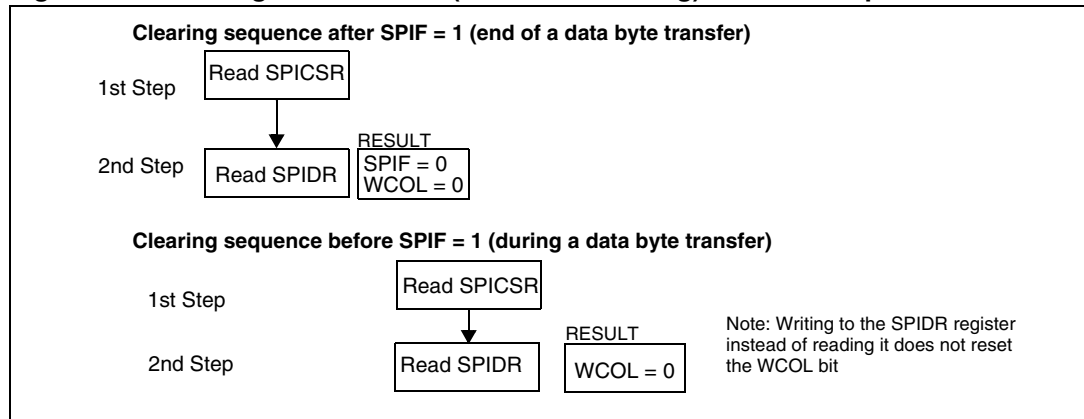 Clearing sequence after SPIF = 1 (end of a data byte transfer)
1st Step
Read SPICSR
RESULT
2nd Step
Read SPIDR
SPIF = 0
WCOL = 0
Clearing sequence before SPIF = 1 (during a data byte transfer)
1st Step
Read SPICSR
RESULT
2nd Step
Read SPIDR
WCOL = 0
Note: Writing to the SPIDR register
instead of reading it does not reset
the WCOL bit